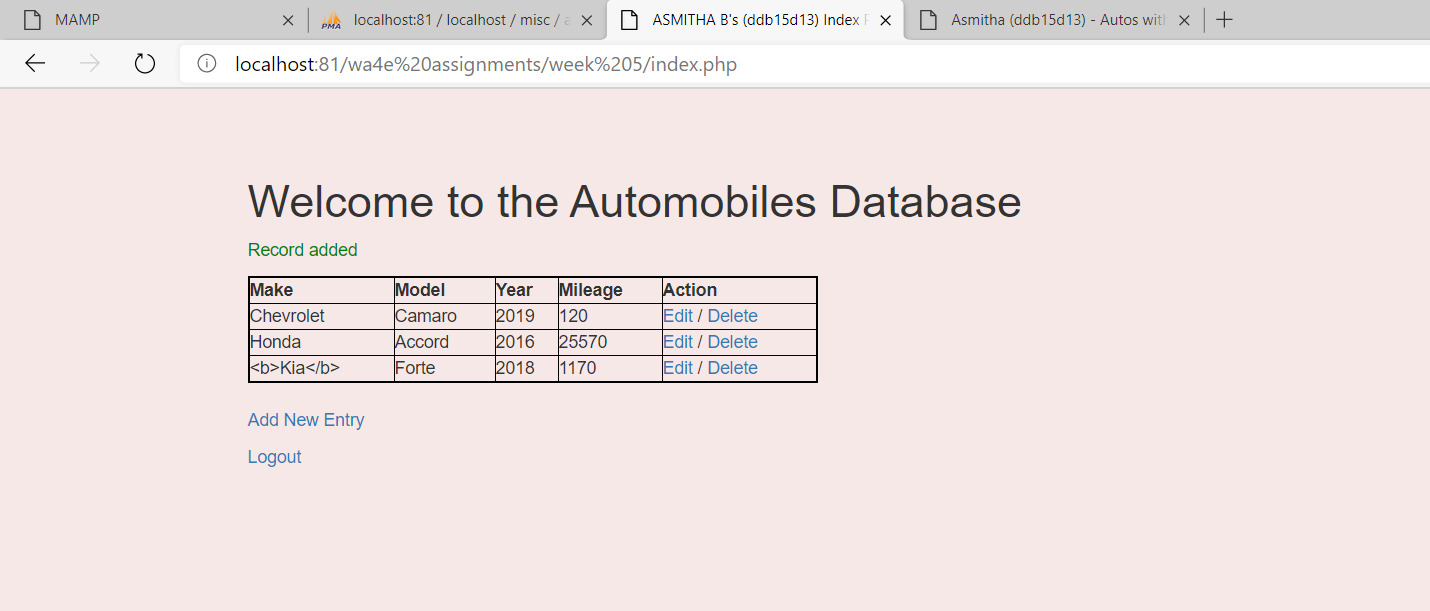 MAMP
localhost:81 / localhost / misc /
ASMITHA B's (ddb15d13) Index
Asmitha (ddb15d13) - Autos with
localhost:81/wa4e%20assignments/week%205/index.php
Welcome to the Automobiles Database
Record added
Make Model Year Mileage Action
Chevrolet Camaro 2019 120 Edit / Delete
Honda Accord 2016 25570 Edit / Delete
<b>Kia</b> Forte 2018 1170 Edit / Delete
Add New Entry
Logout